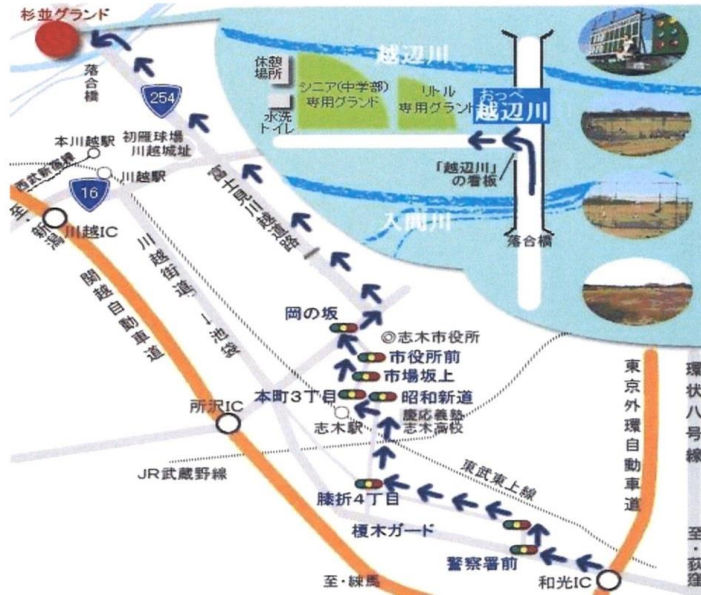 杉並グランド
落合橋
254
初雁球場
川越城址
本川越駅
西武新宿線
川越駅
16
至・新潟
川越IC
関越自動車道
川越街道
―池袋
富士見川越道路
休憩
場所
水洗
トイレ
シニア(中学部)
専用グランド
リトル
専用グランド
越辺川
おっぺ
越辺川
「越辺川」
の看板
入間川
落合橋
岡の坂
◎志木市役所
市役所前
市場坂上
本町3丁目
昭和新道
慶応義塾
志木高校
志木駅
所沢IC
JR武蔵野線
膝折4丁目
東武東上線
榎木ガード
警察署前
和光IC
至・練馬
東京外環自動車道
環状八号線
至・荻窪